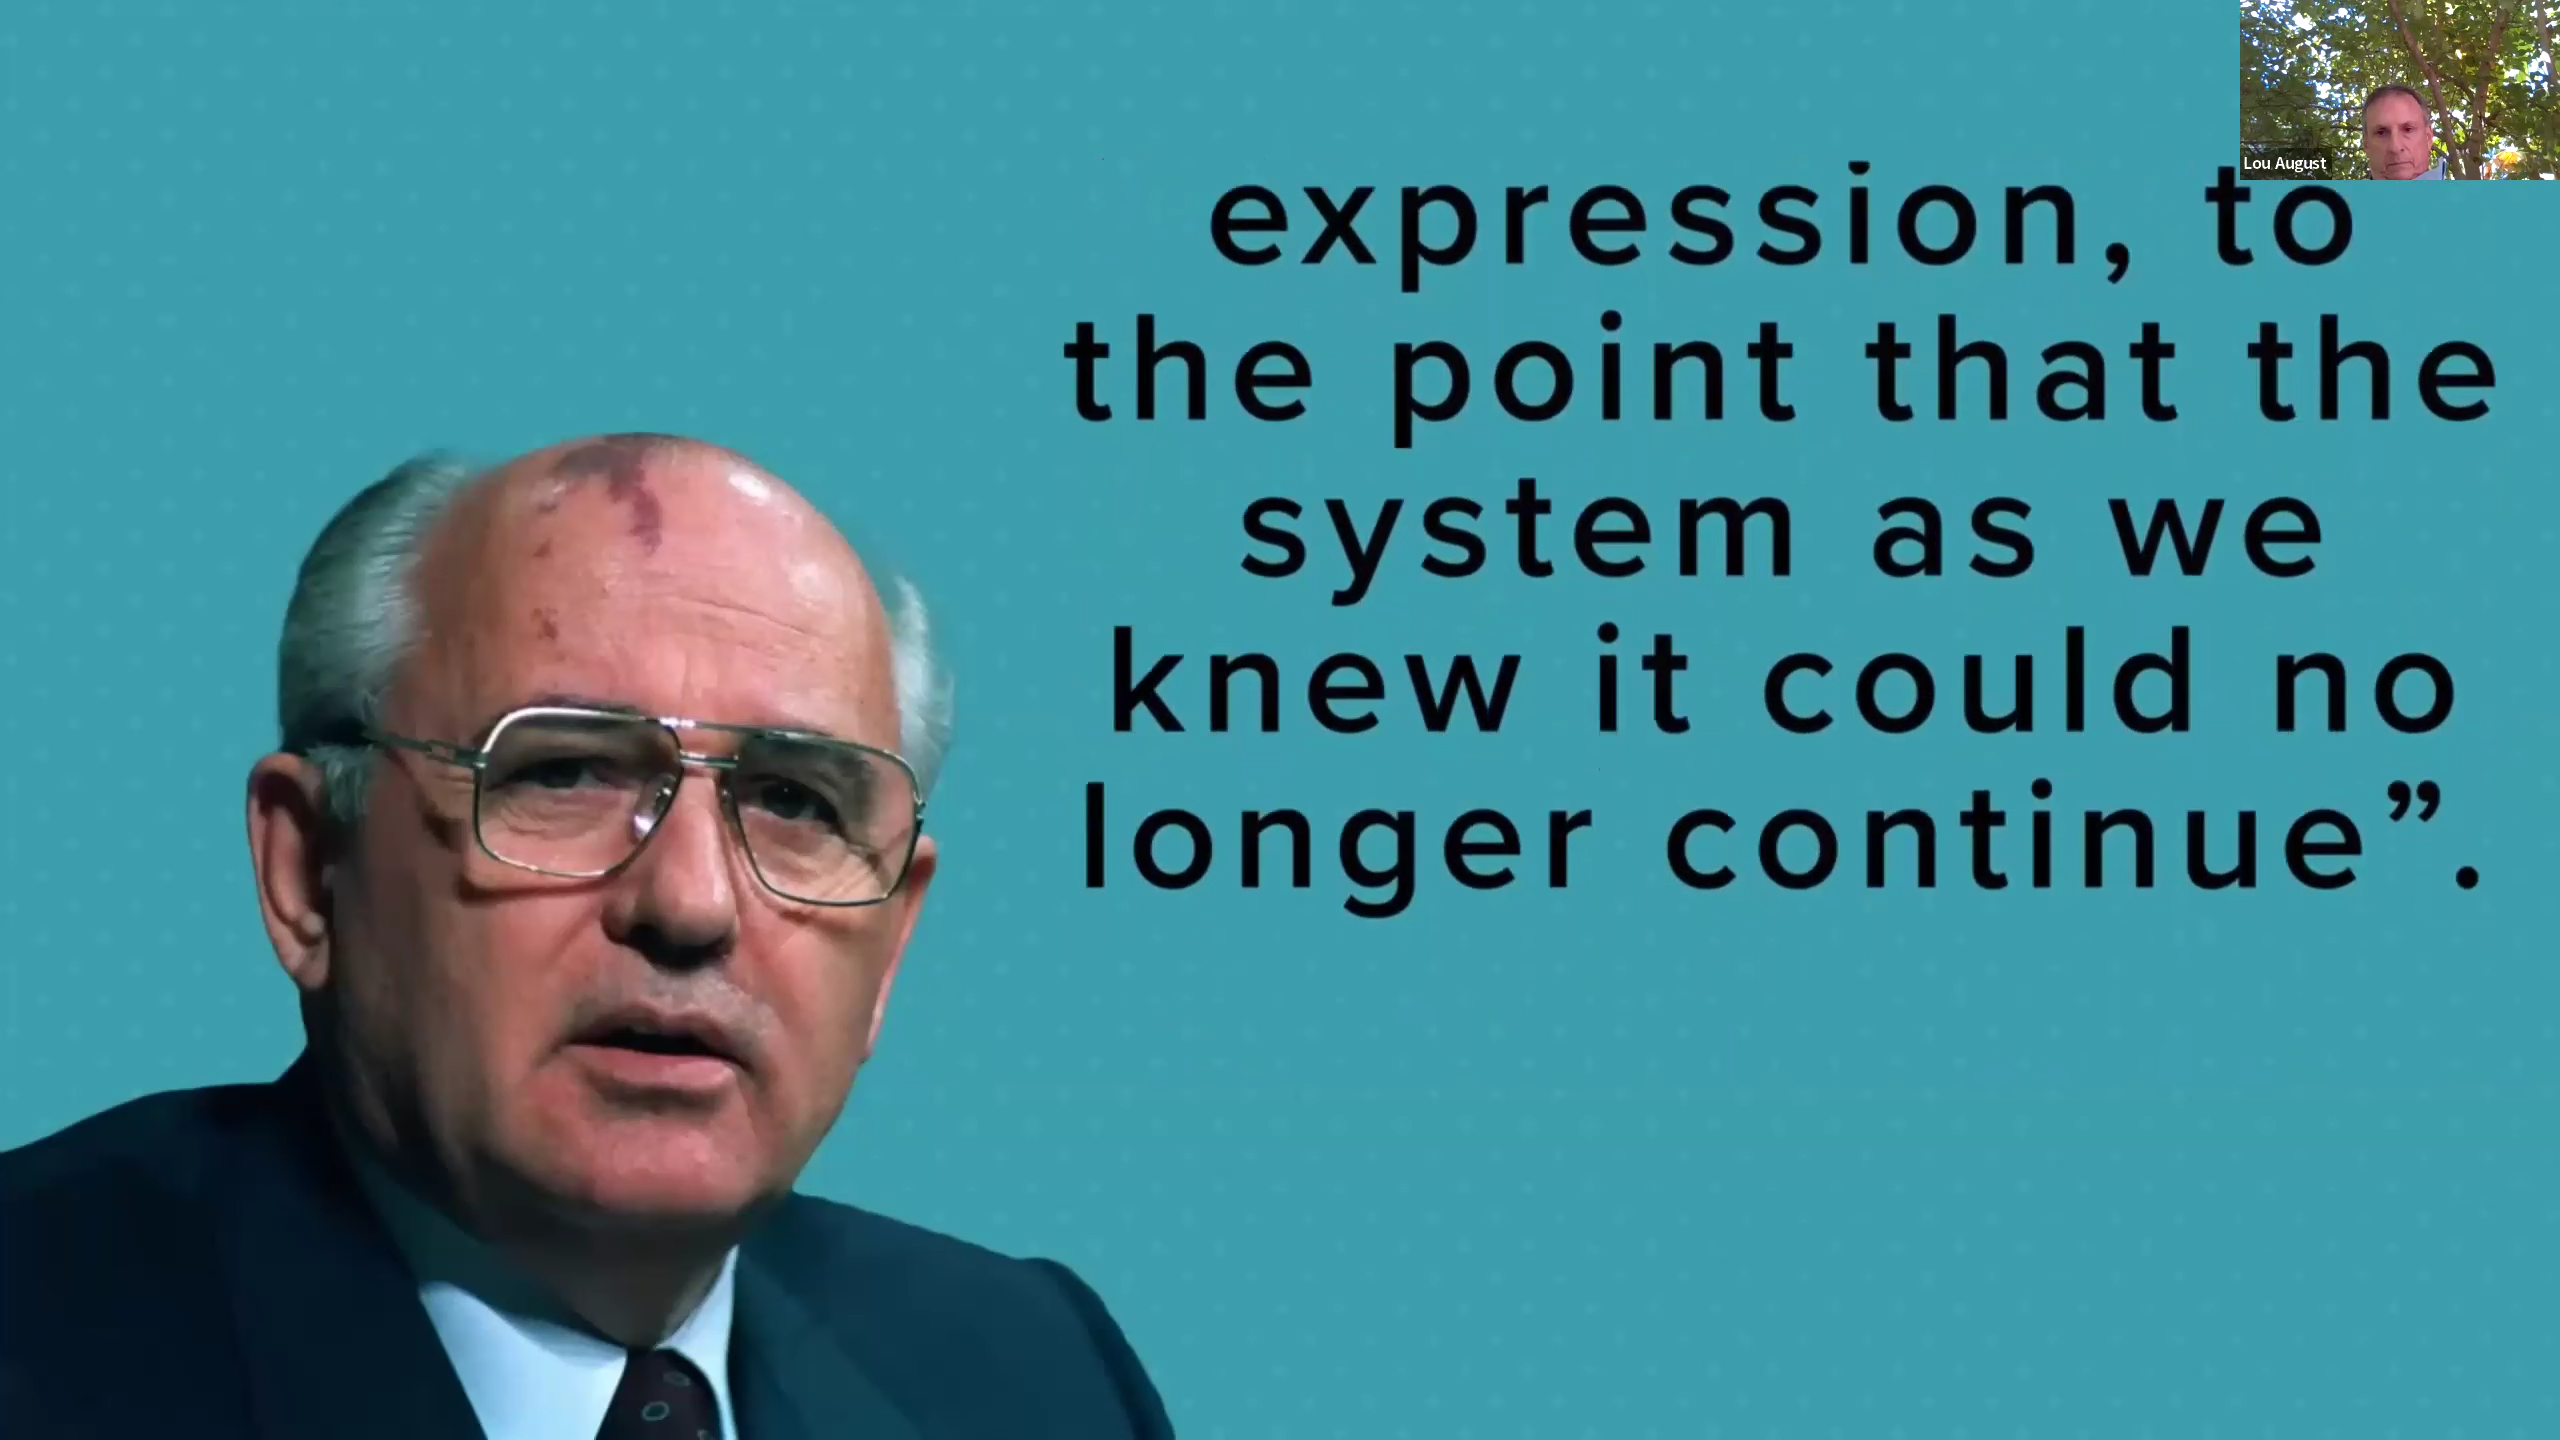 Lou August
expression, to
the point that the
system as we
knew it could no
longer continue”.